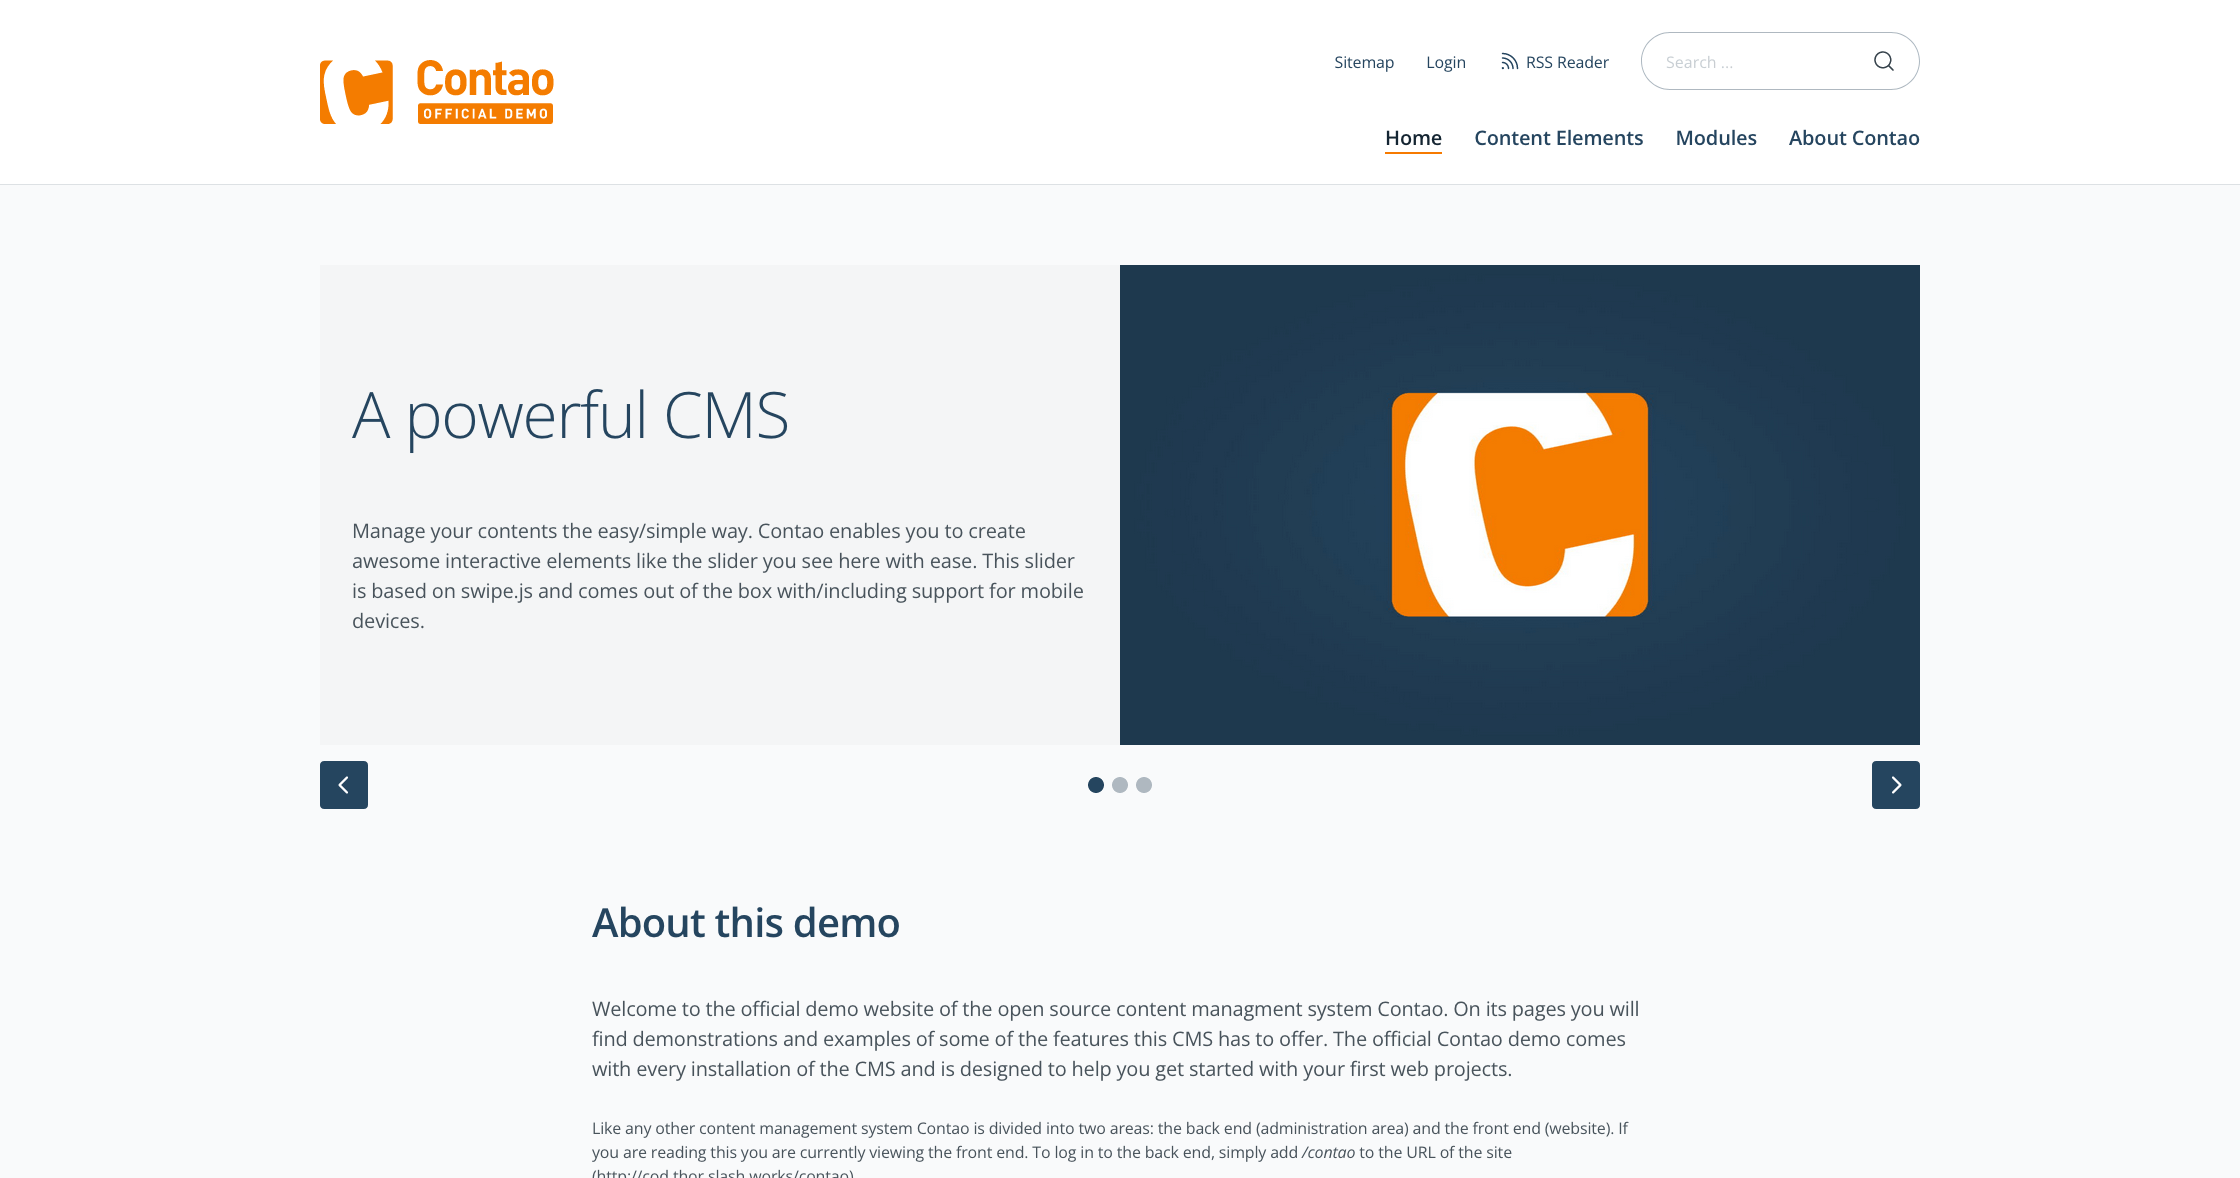 Contao
OFFICIAL DEMO
Sitemap Login RSS Reader Search ...
Home Content Elements Modules About Contao
A powerful CMS
Manage your contents the easy/simple way. Contao enables you to create
awesome interactive elements like the slider you see here with ease. This slider
is based on swipe.js and comes out of the box with/including support for mobile
devices.
About this demo
Welcome to the official demo website of the open source content managment system Contao. On its pages you will
find demonstrations and examples of some of the features this CMS has to offer. The official Contao demo comes
with every installation of the CMS and is designed to help you get started with your first web projects.
Like any other content management system Contao is divided into two areas: the back end (administration area) and the front end (website). If
you are reading this you are currently viewing the front end. To log in to the back end, simply add /contao to the URL of the site
(http://cod.thor.slash.works/contao)